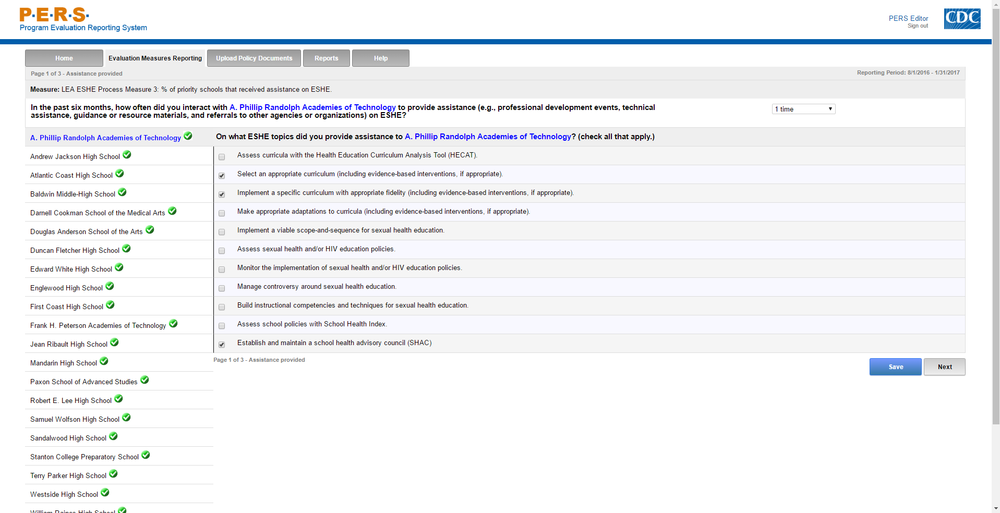 P·E·R·S·
Program Evaluation Reporting System
PERS Editor
Sign out
CDC
Home
Evaluation Measures Reporting
Upload Policy Documents
Reports
Help
Page 1 of 3 - Assistance provided
Reporting Period: 8/1/2016 - 1/31/2017
Measure: LEA ESHE Process Measure 3: % of priority schools that received assistance on ESHE.
In the past six months, how often did you interact with A. Phillip Randolph Academies of Technology to provide assistance (e.g., professional development events, technical
assistance, guidance or resource materials, and referrals to other agencies or organizations) on ESHE?
1 time
A. Phillip Randolph Academies of Technology
Andrew Jackson High School
Atlantic Coast High School
Baldwin Middle-High School
Darnell Cookman School of the Medical Arts
Douglas Anderson School of the Arts
Duncan Fletcher High School
Edward White High School
Englewood High School
First Coast High School
Frank H. Peterson Academies of Technology
Jean Ribault High School
Mandarin High School
Paxon School of Advanced Studies
Robert E. Lee High School
Samuel Wolfson High School
Sandalwood High School
Stanton College Preparatory School
Terry Parker High School
Westside High School
William Raines High School
On what ESHE topics did you provide assistance to A. Phillip Randolph Academies of Technology? (check all that apply.)
Assess curricula with the Health Education Curriculum Analysis Tool (HECAT).
Select an appropriate curriculum (including evidence-based interventions, if appropriate).
Implement a specific curriculum with appropriate fidelity (including evidence-based interventions, if appropriate).
Make appropriate adaptations to curricula (including evidence-based interventions, if appropriate).
Implement a viable scope-and-sequence for sexual health education.
Assess sexual health and/or HIV education policies.
Monitor the implementation of sexual health and/or HIV education policies.
Manage controversy around sexual health education.
Build instructional competencies and techniques for sexual health education.
Assess school policies with School Health Index.
Establish and maintain a school health advisory council (SHAC)
Page 1 of 3 - Assistance provided
Save
Next